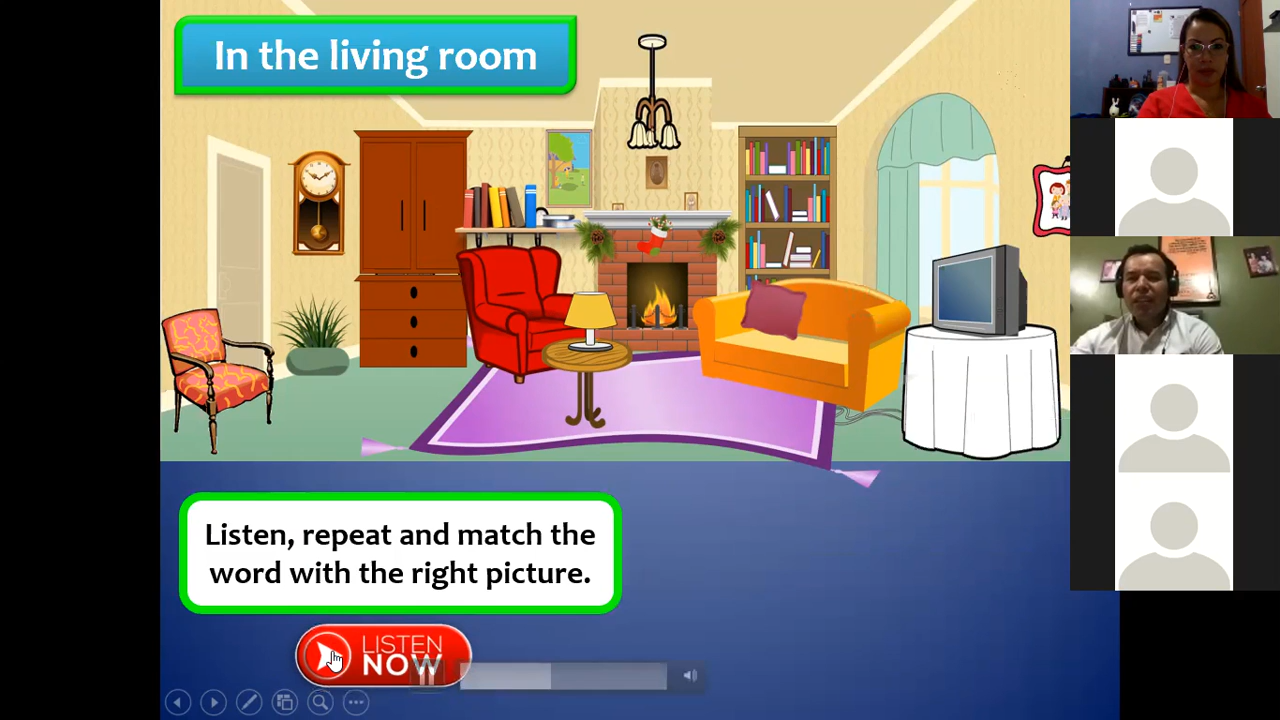 In the living room
Listen, repeat and match the
word with the right picture.
LISTEN
NOW